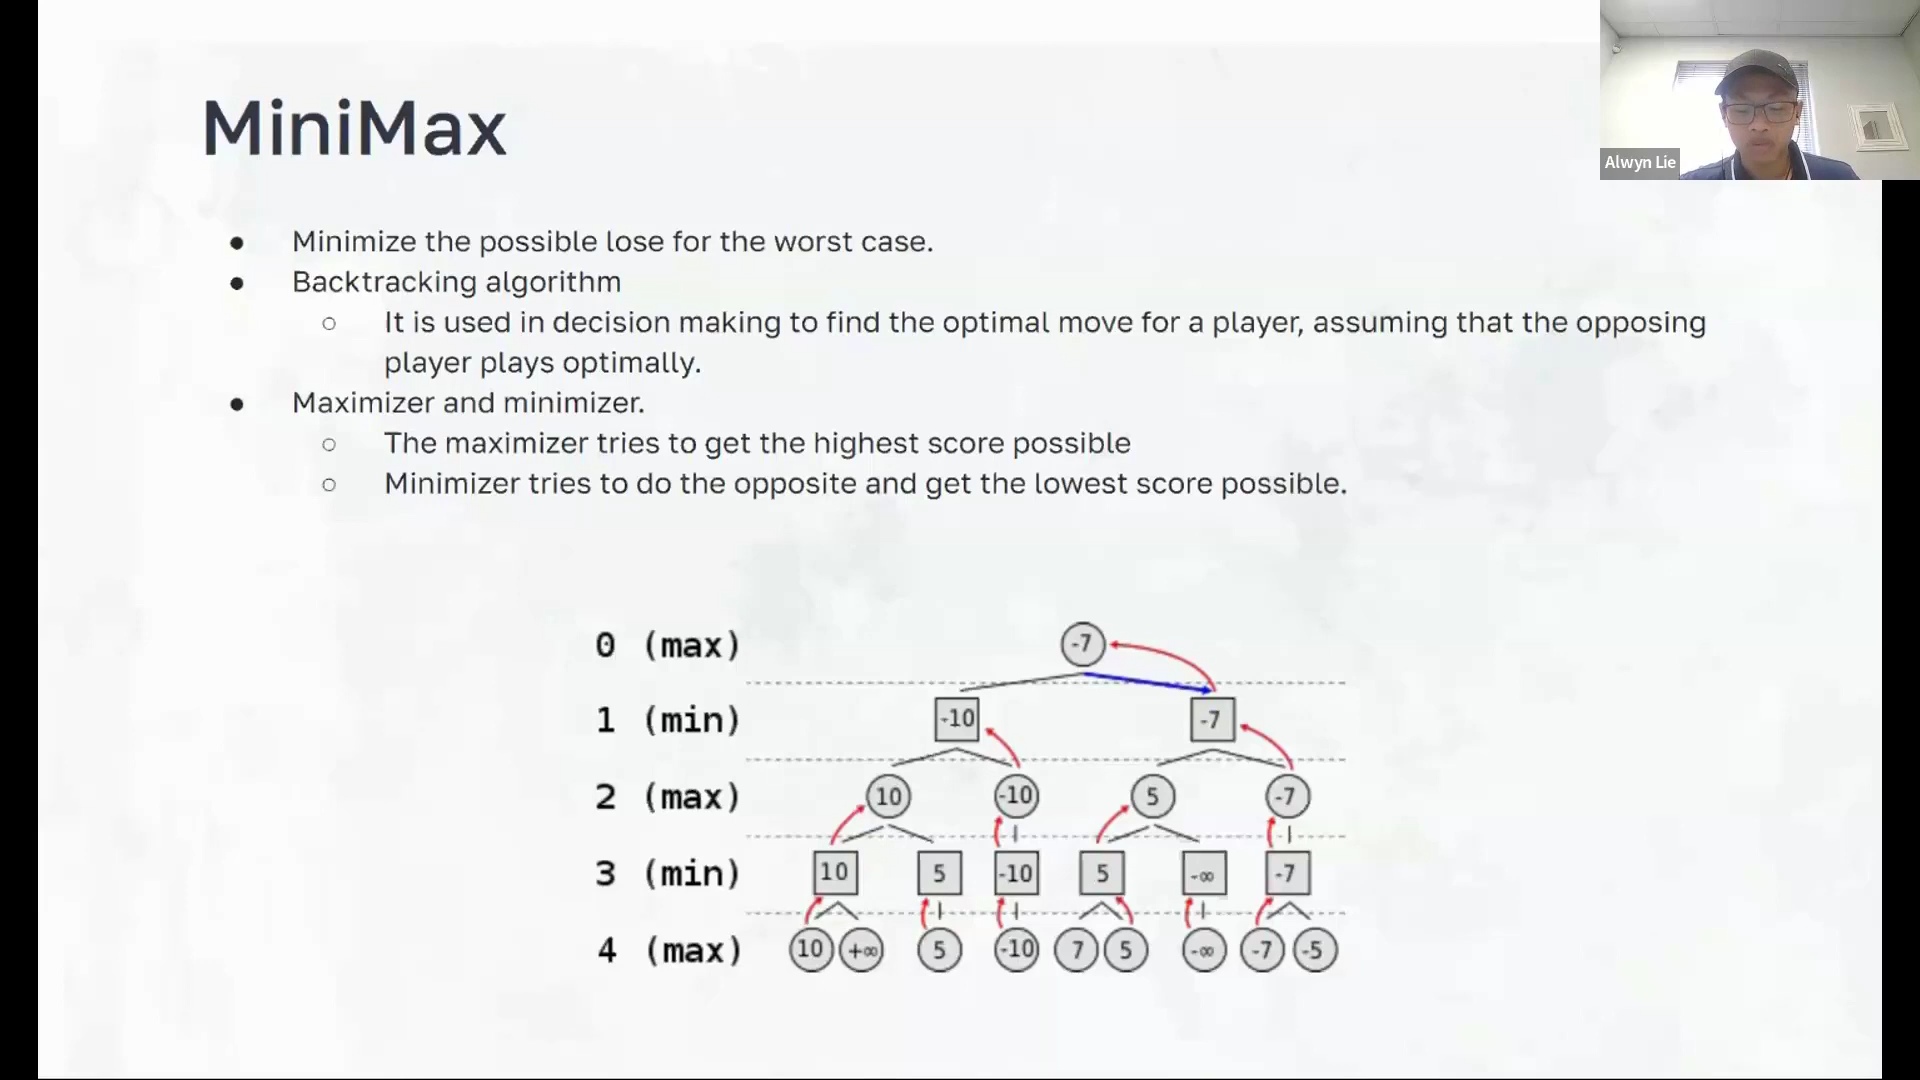 MiniMax
Alwyn Lie
● Minimize the possible lose for the worst case.
● Backtracking algorithm
○ It is used in decision making to find the optimal move for a player, assuming that the opposing
player plays optimally.
● Maximizer and minimizer.
○ The maximizer tries to get the highest score possible
○ Minimizer tries to do the opposite and get the lowest score possible.
0 (max) -7
1 (min) -10 -7
2 (max) 10 -10 5 -7
3 (min) 10 5 -10 5 -∞ -7
4 (max) 10 +∞ 5 -10 7 5 -∞ -7 -5